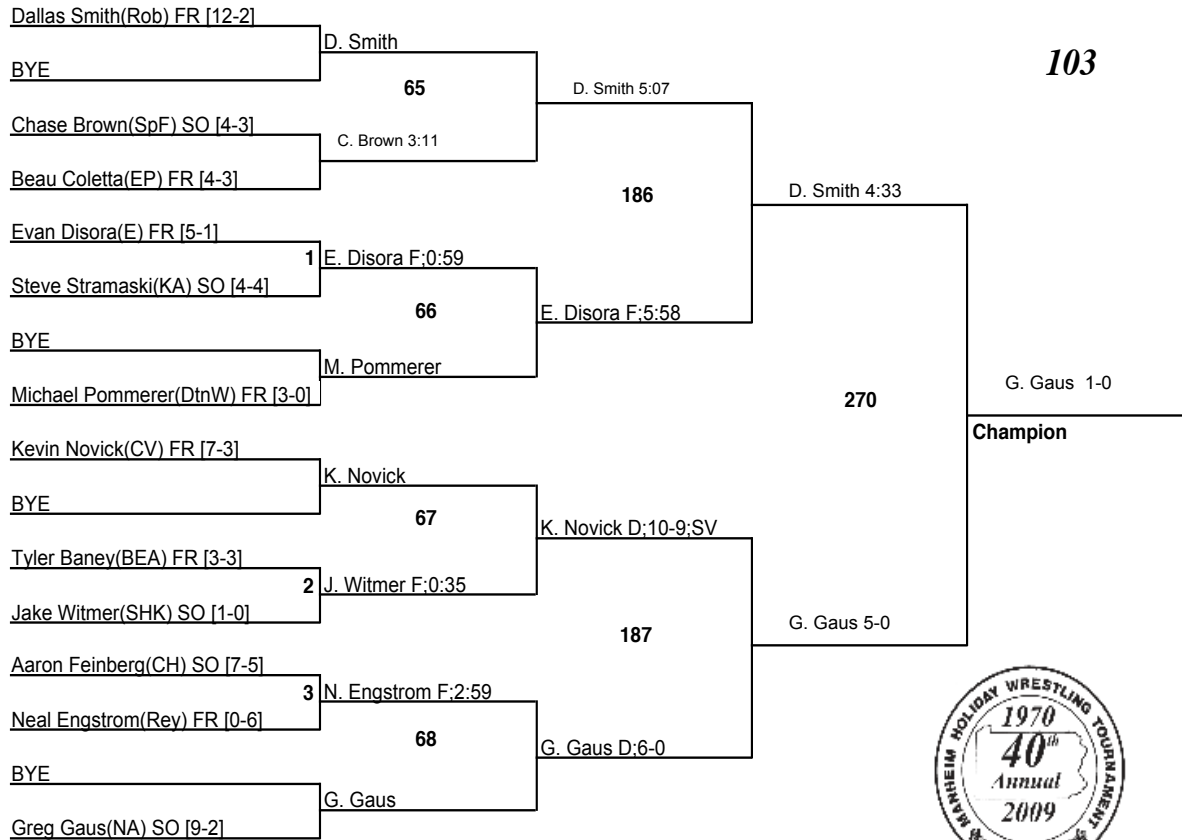 Dallas Smith(Rob) FR [12-2]
BYE
Chase Brown(SpF) SO [4-3]
Beau Coletta(EP) FR [4-3]
Evan Disora(E) FR [5-1]
Steve Stramaski(KA) SO [4-4]
BYE
Michael Pommerer(DtnW) FR [3-0]
Kevin Novick(CV) FR [7-3]
BYE
Tyler Baney(BEA) FR [3-3]
Jake Witmer(SHK) SO [1-0]
Aaron Feinberg(CH) SO [7-5]
Neal Engstrom(Rey) FR [0-6]
BYE
Greg Gaus(NA) SO [9-2]
D. Smith
65
C. Brown 3:11
1
E. Disora F;0:59
66
M. Pommerer
K. Novick
67
2
J. Witmer F;0:35
3
N. Engstrom F;2:59
68
G. Gaus
D. Smith 5:07
186
E. Disora F;5:58
K. Novick D;10-9;SV
187
G. Gaus D;6-0
D. Smith 4:33
270
G. Gaus 5-0
G. Gaus 1-0
Champion
103
MANHEIM HOLIDAY WRESTLING TOURNAMENT
1970
40th
Annual
2009